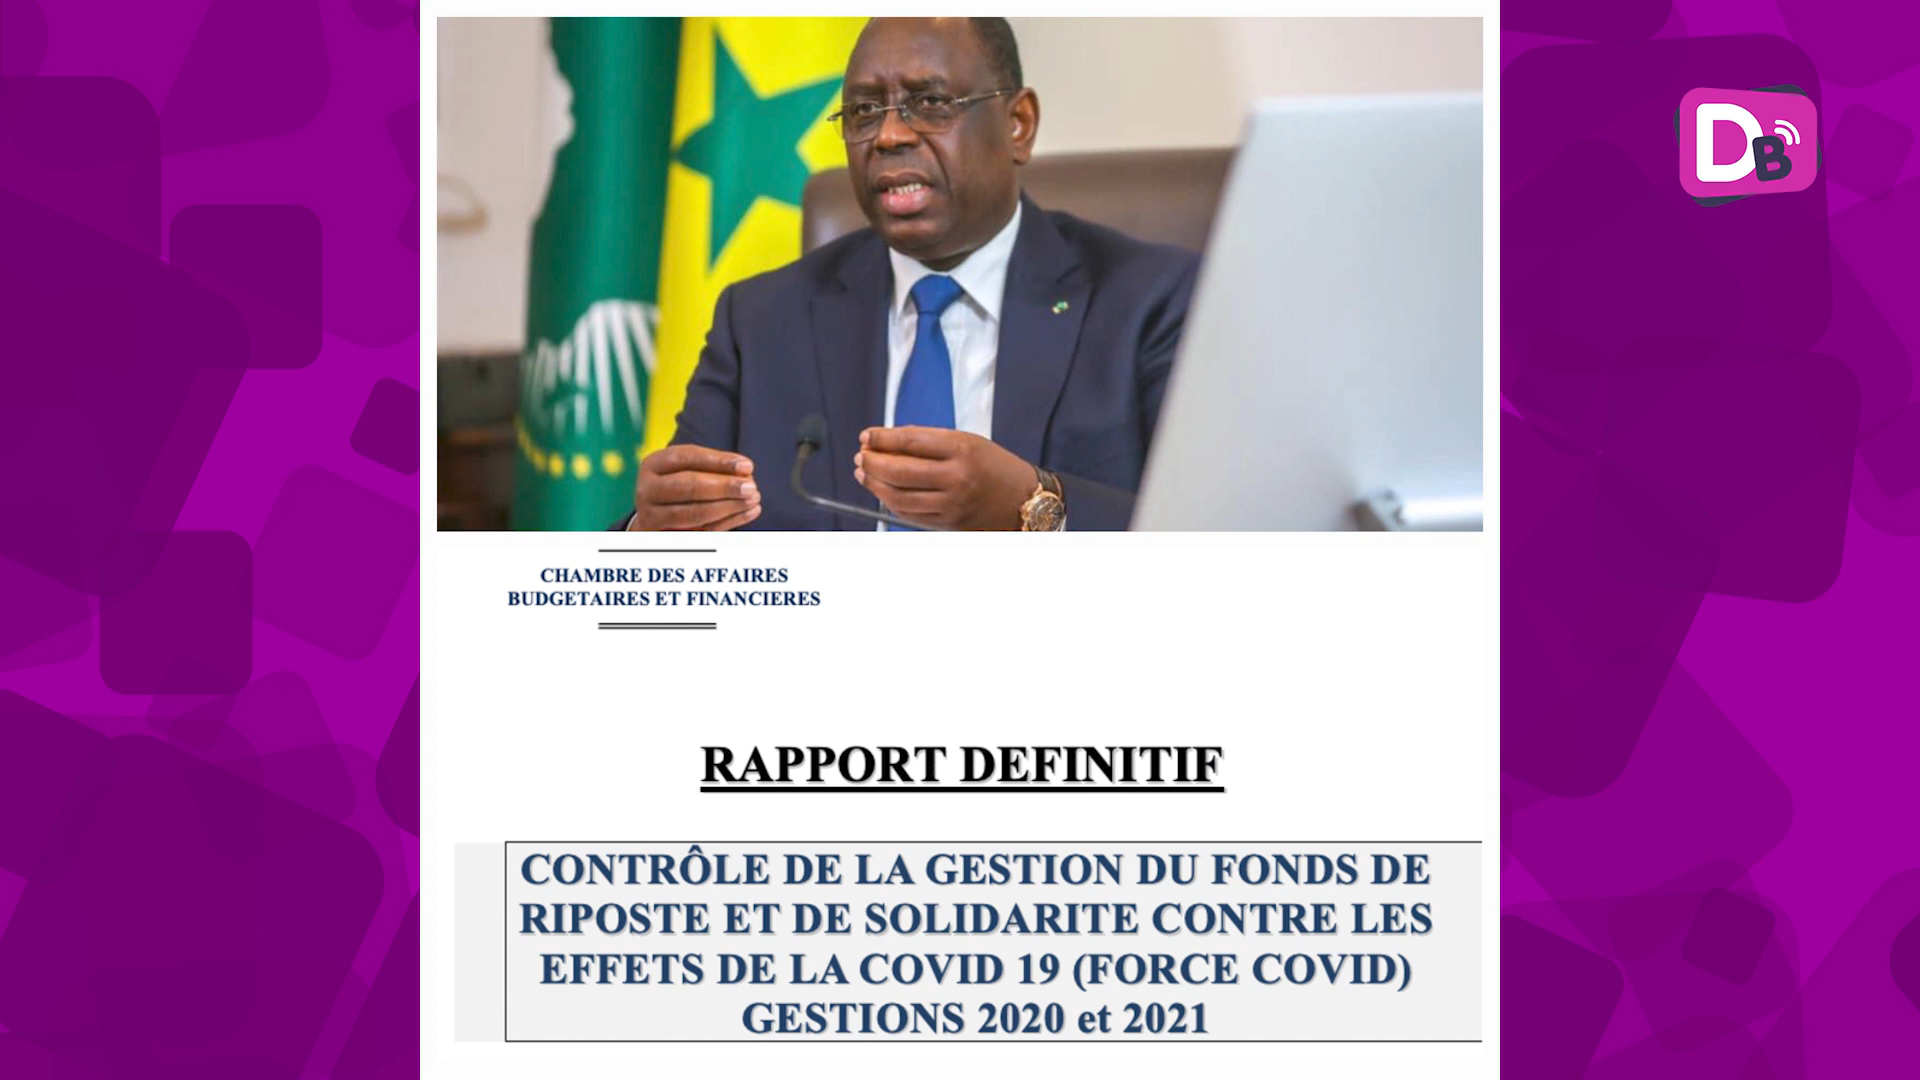 DB
CHAMBRE DES AFFAIRES
BUDGETAIRES ET FINANCIERES
RAPPORT DEFINITIF
CONTRÔLE DE LA GESTION DU FONDS DE
RIPOSTE ET DE SOLIDARITE CONTRE LES
EFFETS DE LA COVID 19 (FORCE COVID)
GESTIONS 2020 et 2021